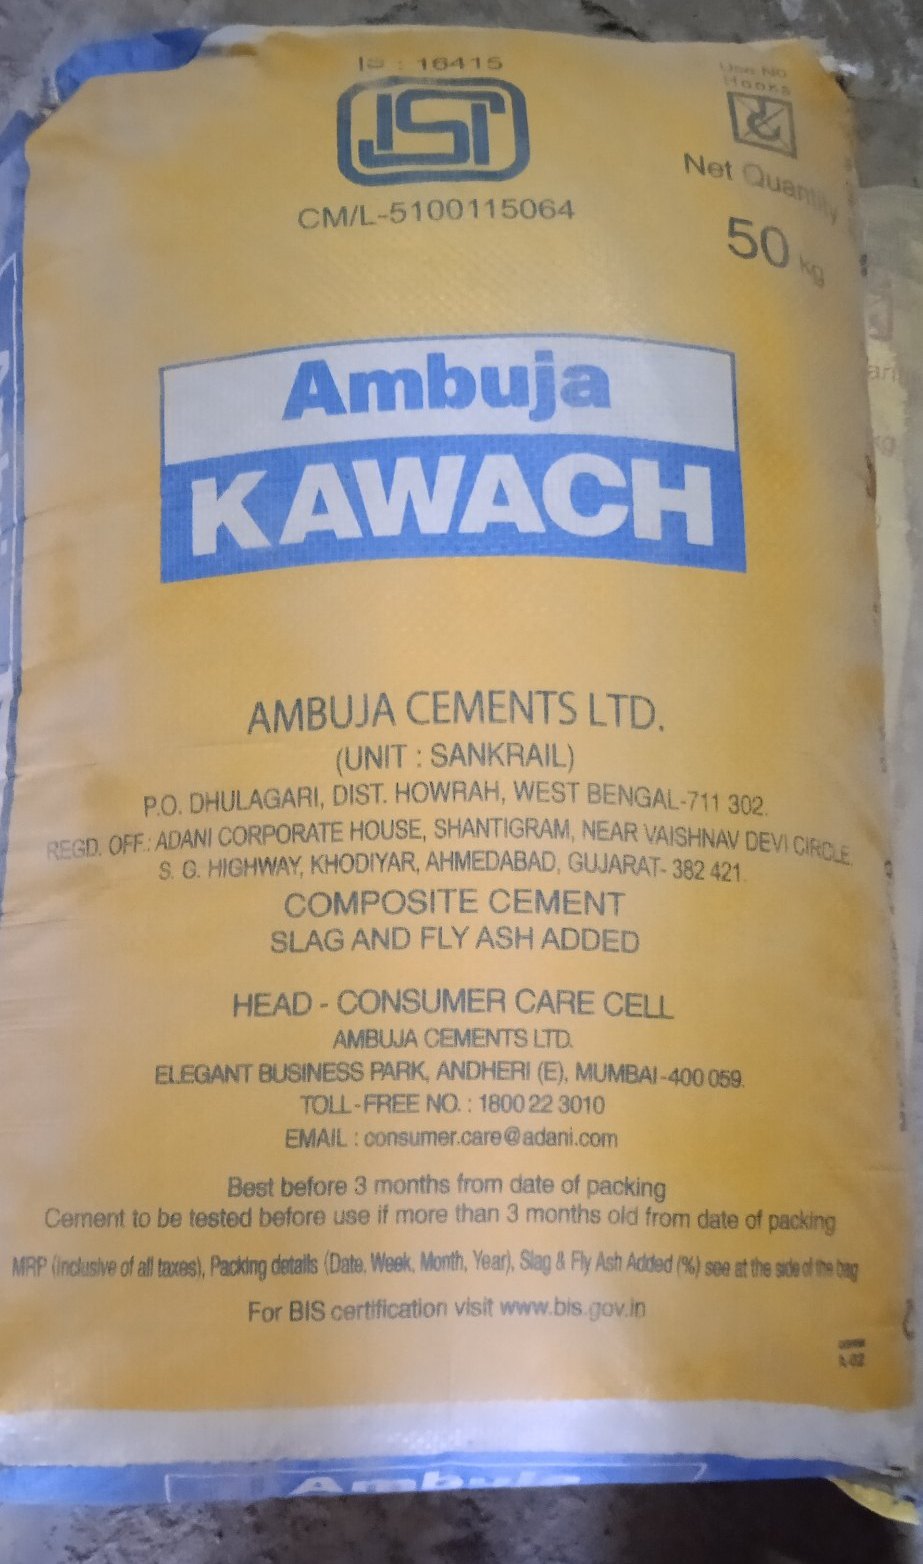 IS : 16415
ISI
CM/L-5100115064
Use No
Hooks
Net Quantity
50 kg
Ambuja
KAWACH
AMBUJA CEMENTS LTD.
(UNIT : SANKRAIL)
P.O. DHULAGARI, DIST. HOWRAH, WEST BENGAL-711 302.
REGD. OFF.: ADANI CORPORATE HOUSE, SHANTIGRAM, NEAR VAISHNAV DEVI CIRCLE,
S. G. HIGHWAY, KHODIYAR, AHMEDABAD, GUJARAT- 382 421.
COMPOSITE CEMENT
SLAG AND FLY ASH ADDED
HEAD - CONSUMER CARE CELL
AMBUJA CEMENTS LTD.
ELEGANT BUSINESS PARK, ANDHERI (E), MUMBAI-400 059.
TOLL-FREE NO. : 1800 22 3010
EMAIL : consumer.care@adani.com
Best before 3 months from date of packing
Cement to be tested before use if more than 3 months old from date of packing
MRP (Inclusive of all taxes), Packing details (Date, Week, Month, Year), Slag & Fly Ash Added (%) see at the side of the bag
For BIS certification visit www.bis.gov.in
Ambuja